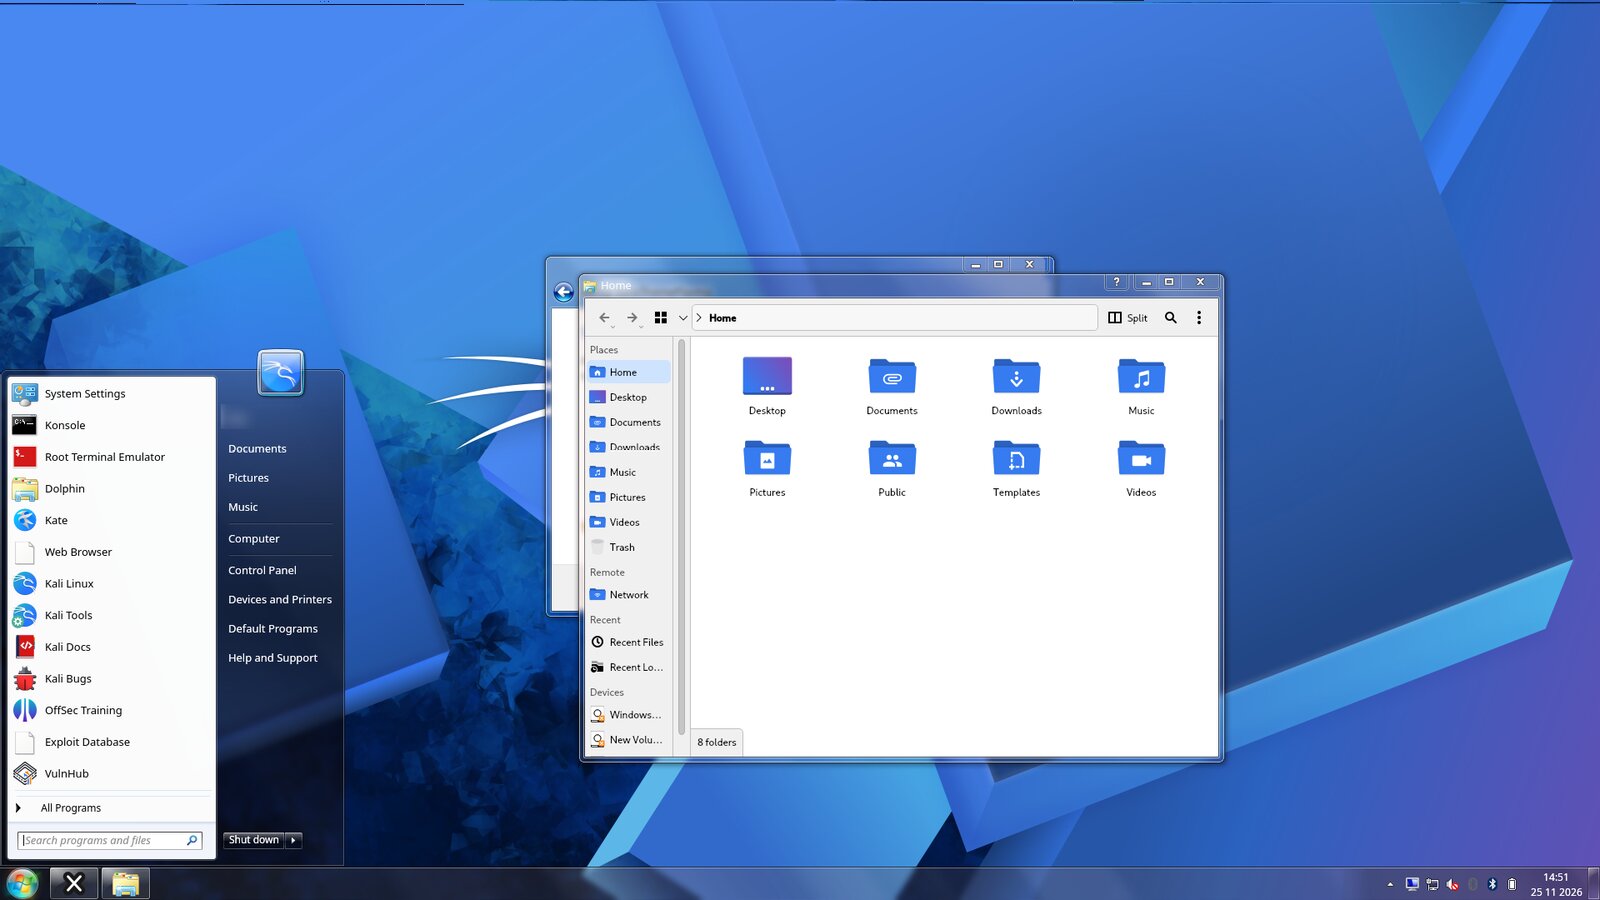 Home
Home
Split
Places
Home
Desktop
Documents
Downloads
Music
Pictures
Videos
Trash
Remote
Network
Recent
Recent Files
Recent Lo...
Devices
Windows...
New Volu...
Desktop
Documents
Downloads
Music
Pictures
Public
Templates
Videos
8 folders
System Settings
Konsole
Root Terminal Emulator
Dolphin
Kate
Web Browser
Kali Linux
Kali Tools
Kali Docs
Kali Bugs
OffSec Training
Exploit Database
VulnHub
All Programs
Search programs and files
Documents
Pictures
Music
Computer
Control Panel
Devices and Printers
Default Programs
Help and Support
Shut down
14:51
25 11 2026